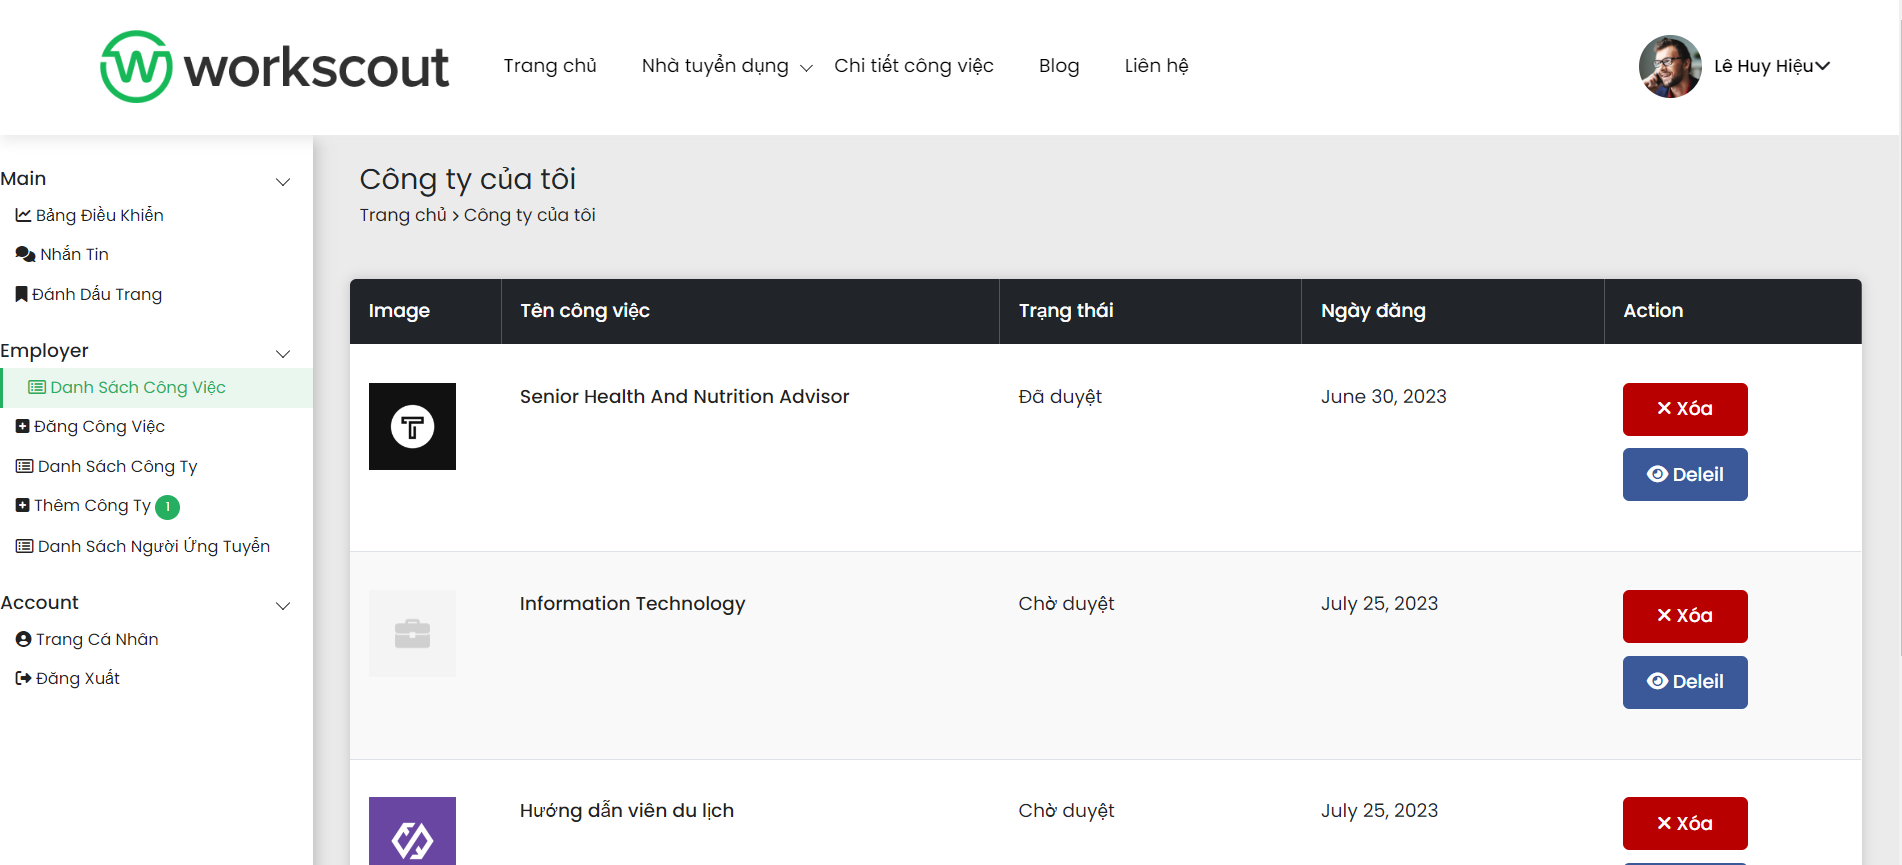 workscout
Trang chủ
Nhà tuyển dụng
Chi tiết công việc
Blog
Liên hệ
Lê Huy Hiệu
Main
Bảng Điều Khiển
Nhắn Tin
Đánh Dấu Trang
Employer
Danh Sách Công Việc
Đăng Công Việc
Danh Sách Công Ty
Thêm Công Ty 1
Danh Sách Người Ứng Tuyển
Account
Trang Cá Nhân
Đăng Xuất
Công ty của tôi
Trang chủ > Công ty của tôi
Image Tên công việc Trạng thái Ngày đăng Action
Senior Health And Nutrition Advisor Đã duyệt June 30, 2023 Xóa
Deleil
Information Technology Chờ duyệt July 25, 2023 Xóa
Deleil
Hướng dẫn viên du lịch Chờ duyệt July 25, 2023 Xóa